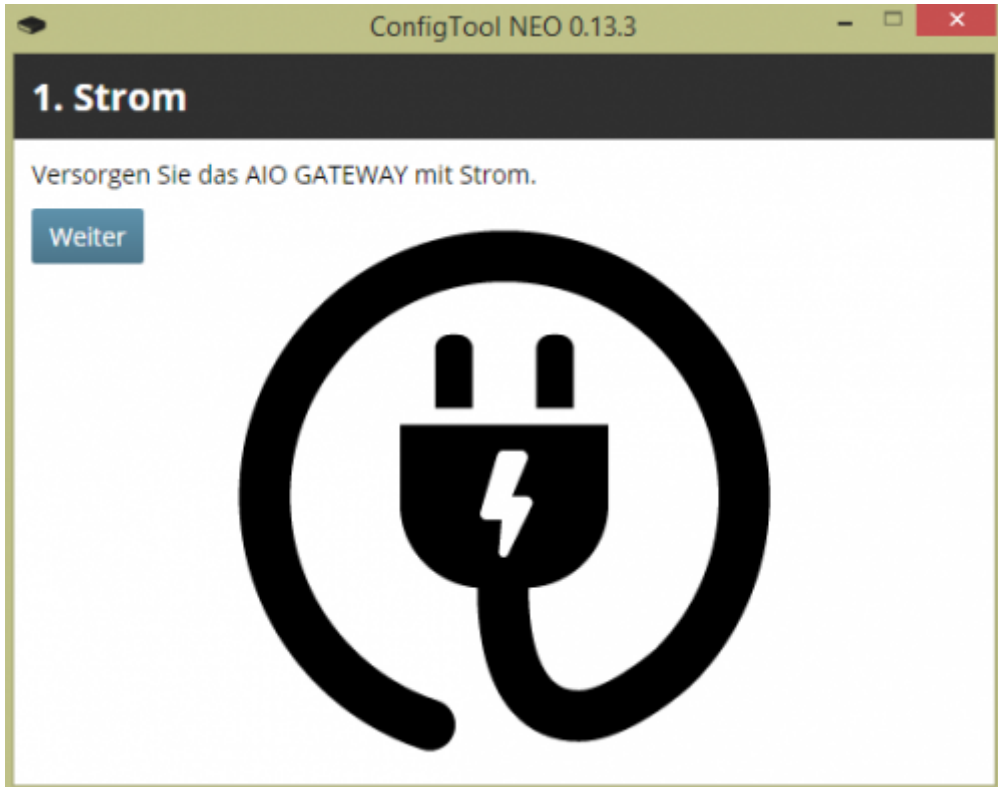 ConfigTool NEO 0.13.3
1. Strom
Versorgen Sie das AIO GATEWAY mit Strom.
Weiter